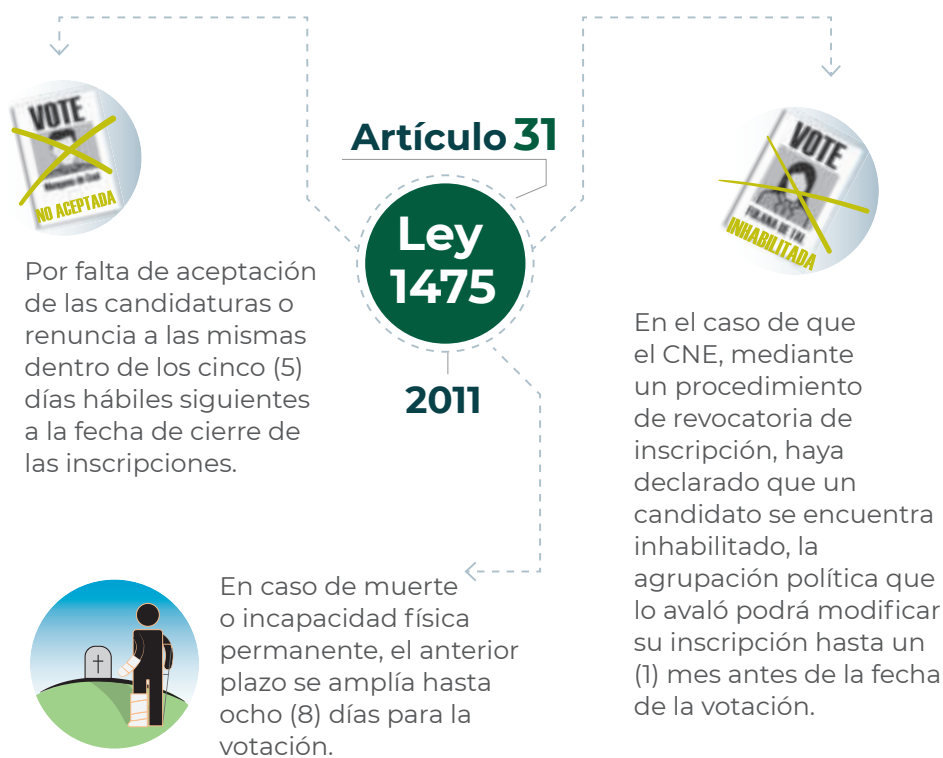 Artículo 31
Ley
1475
2011
VOTE
NO ACEPTADA
Por falta de aceptación
de las candidaturas o
renuncia a las mismas
dentro de los cinco (5)
días hábiles siguientes
a la fecha de cierre de
las inscripciones.
VOTE
FULANA DE TAL
INHABILITADA
En el caso de que
el CNE, mediante
un procedimiento
de revocatoria de
inscripción, haya
declarado que un
candidato se encuentra
inhabilitado, la
agrupación política que
lo avaló podrá modificar
su inscripción hasta un
(1) mes antes de la fecha
de la votación.
En caso de muerte
o incapacidad física
permanente, el anterior
plazo se amplía hasta
ocho (8) días para la
votación.